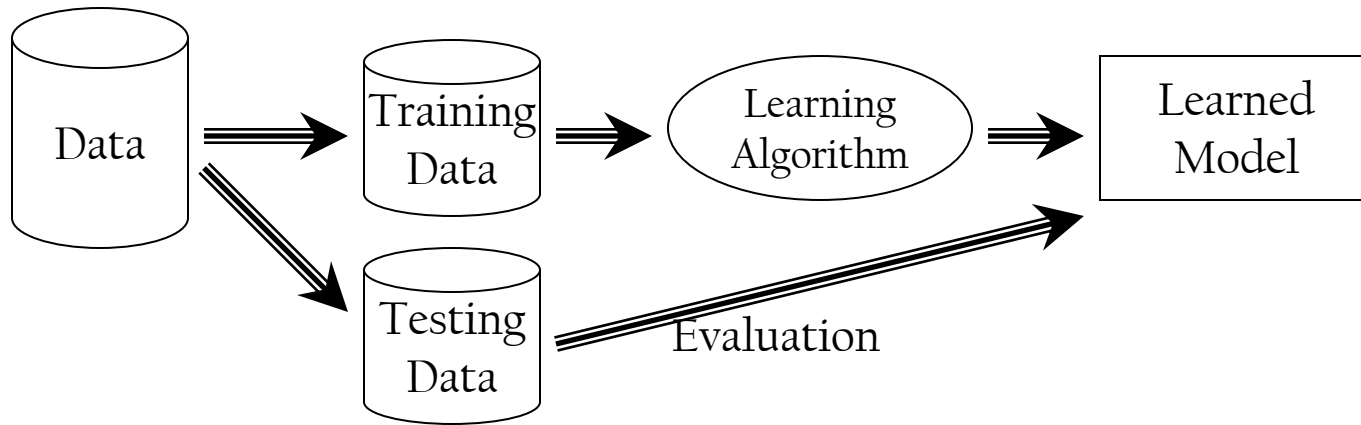 Data
Training
Data
Learning
Algorithm
Learned
Model
Testing
Data
Evaluation